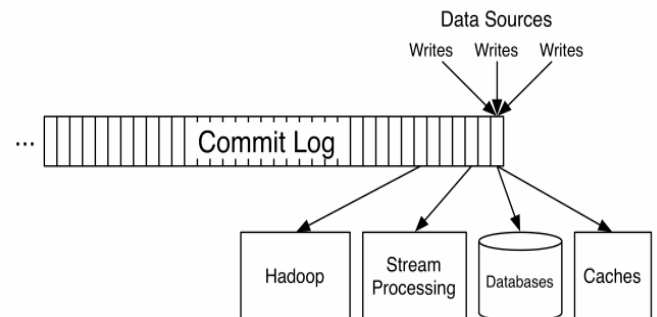 Data Sources
Writes Writes Writes
... Commit Log
Hadoop
Stream
Processing
Databases
Caches